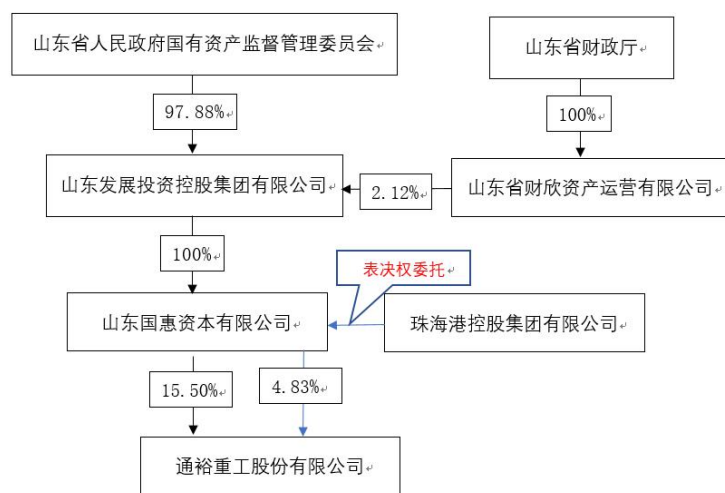 山东省人民政府国有资产监督管理委员会
山东省财政厅
97.88%
100%
山东发展投资控股集团有限公司
2.12%
山东省财欣资产运营有限公司
100%
表决权委托
山东国惠资本有限公司
珠海港控股集团有限公司
15.50%
4.83%
通裕重工股份有限公司